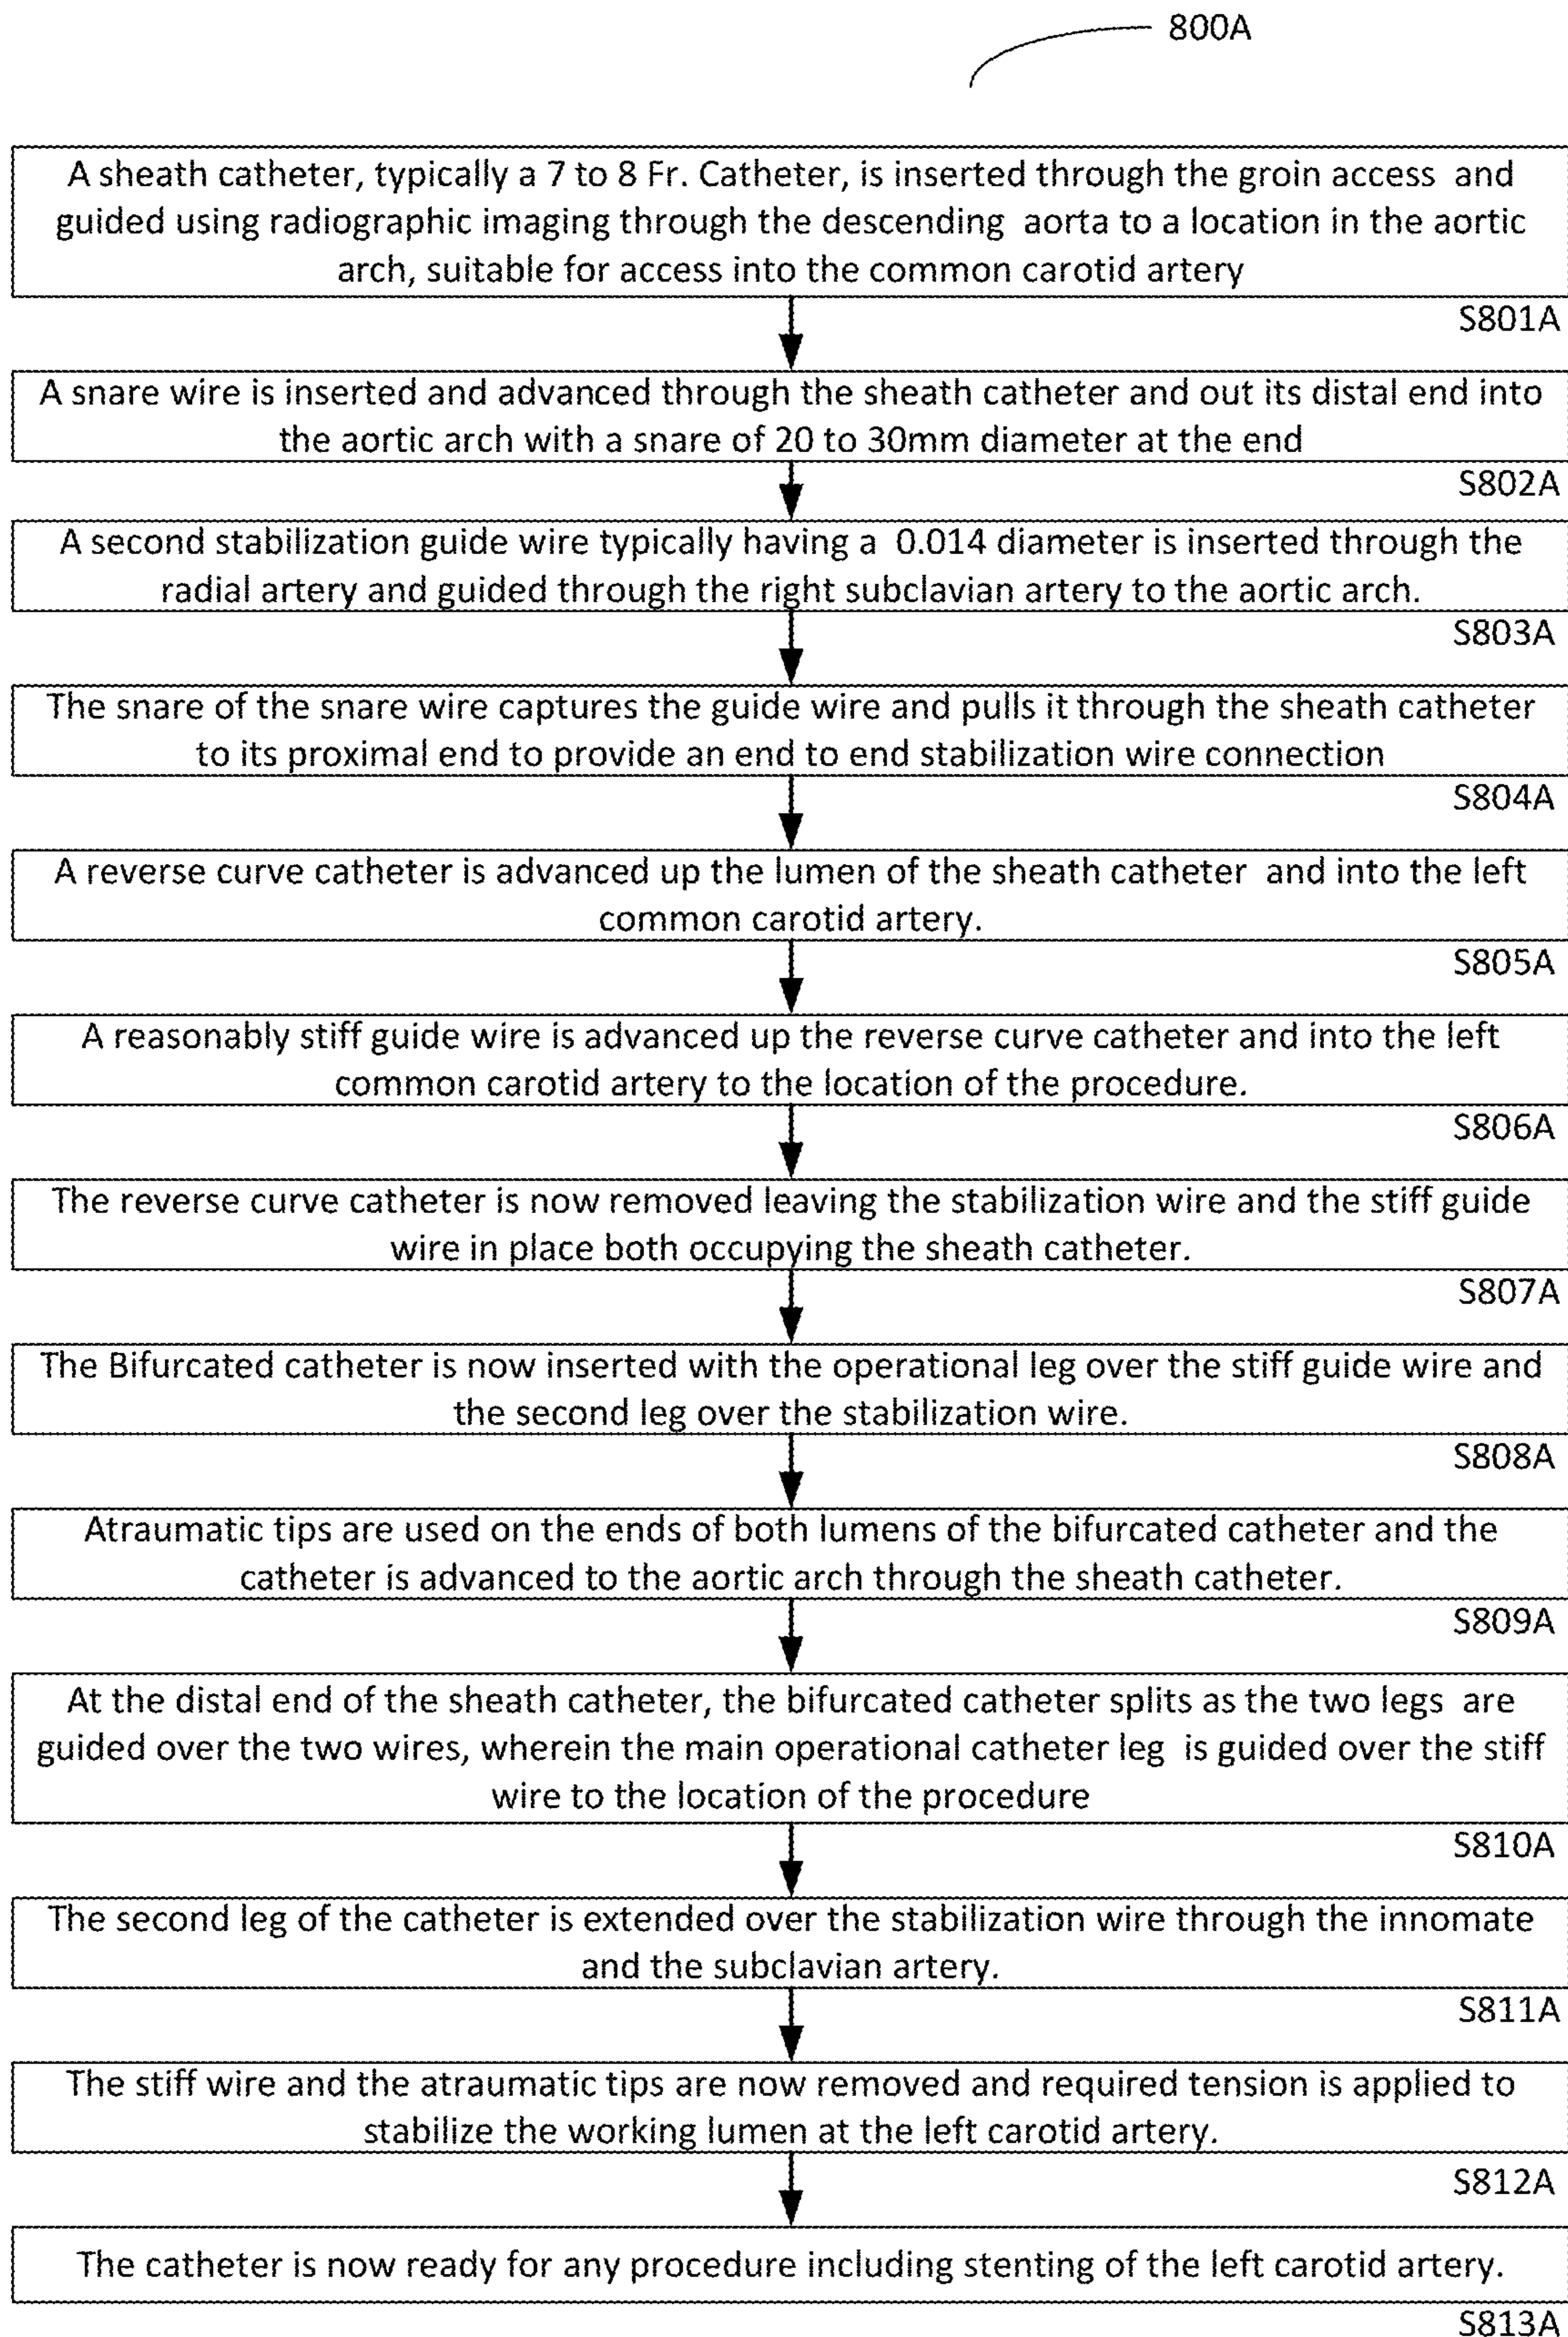 800A
A sheath catheter, typically a 7 to 8 Fr. Catheter, is inserted through the groin access and
guided using radiographic imaging through the descending aorta to a location in the aortic
arch, suitable for access into the common carotid artery
S801A
A snare wire is inserted and advanced through the sheath catheter and out its distal end into
the aortic arch with a snare of 20 to 30mm diameter at the end
S802A
A second stabilization guide wire typically having a 0.014 diameter is inserted through the
radial artery and guided through the right subclavian artery to the aortic arch.
S803A
The snare of the snare wire captures the guide wire and pulls it through the sheath catheter
to its proximal end to provide an end to end stabilization wire connection
S804A
A reverse curve catheter is advanced up the lumen of the sheath catheter and into the left
common carotid artery.
S805A
A reasonably stiff guide wire is advanced up the reverse curve catheter and into the left
common carotid artery to the location of the procedure.
S806A
The reverse curve catheter is now removed leaving the stabilization wire and the stiff guide
wire in place both occupying the sheath catheter.
S807A
The Bifurcated catheter is now inserted with the operational leg over the stiff guide wire and
the second leg over the stabilization wire.
S808A
Atraumatic tips are used on the ends of both lumens of the bifurcated catheter and the
catheter is advanced to the aortic arch through the sheath catheter.
S809A
At the distal end of the sheath catheter, the bifurcated catheter splits as the two legs are
guided over the two wires, wherein the main operational catheter leg is guided over the stiff
wire to the location of the procedure
S810A
The second leg of the catheter is extended over the stabilization wire through the innomate
and the subclavian artery.
S811A
The stiff wire and the atraumatic tips are now removed and required tension is applied to
stabilize the working lumen at the left carotid artery.
S812A
The catheter is now ready for any procedure including stenting of the left carotid artery.
S813A